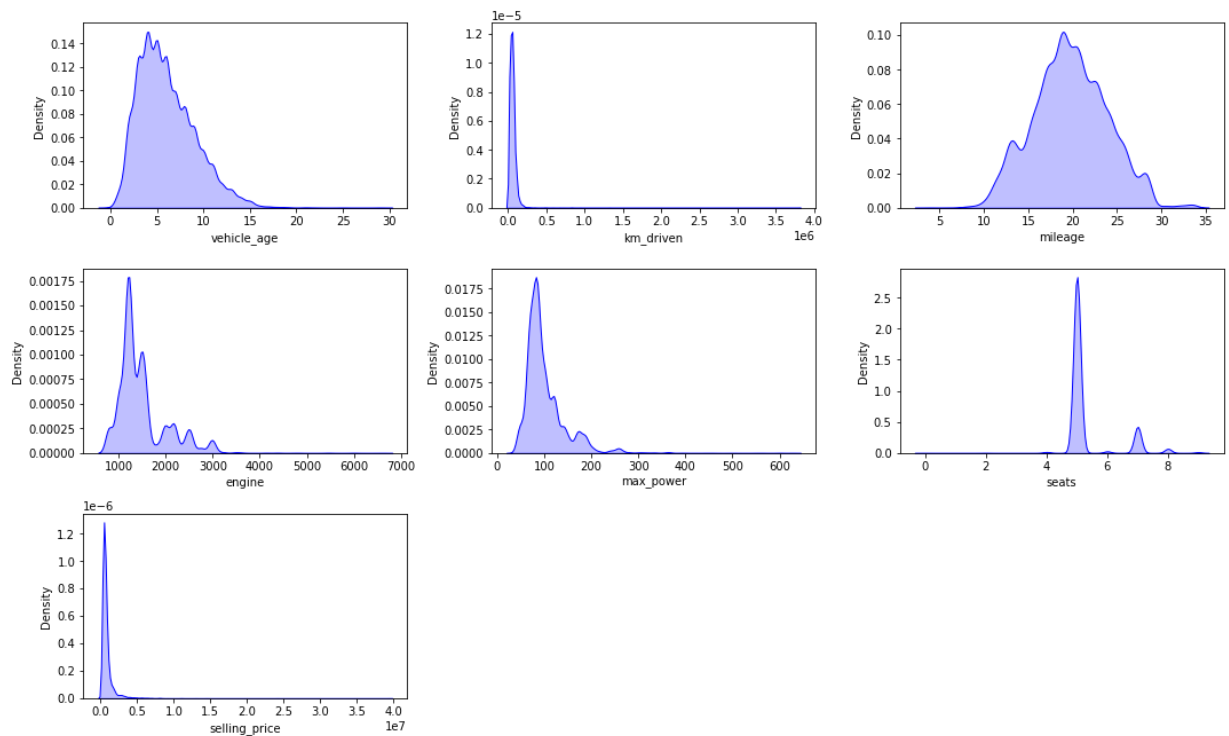 Density
0.14
0.12
0.10
0.08
0.06
0.04
0.02
0.00
0 5 10 15 20 25 30
vehicle_age
1e−5
Density
1.2
1.0
0.8
0.6
0.4
0.2
0.0
0.0 0.5 1.0 1.5 2.0 2.5 3.0 3.5 4.0
1e6
km_driven
Density
0.10
0.08
0.06
0.04
0.02
0.00
5 10 15 20 25 30 35
mileage
Density
0.00175
0.00150
0.00125
0.00100
0.00075
0.00050
0.00025
0.00000
1000 2000 3000 4000 5000 6000 7000
engine
Density
0.0175
0.0150
0.0125
0.0100
0.0075
0.0050
0.0025
0.0000
0 100 200 300 400 500 600
max_power
Density
2.5
2.0
1.5
1.0
0.5
0.0
0 2 4 6 8
seats
1e−6
Density
1.2
1.0
0.8
0.6
0.4
0.2
0.0
0.0 0.5 1.0 1.5 2.0 2.5 3.0 3.5 4.0
1e7
selling_price